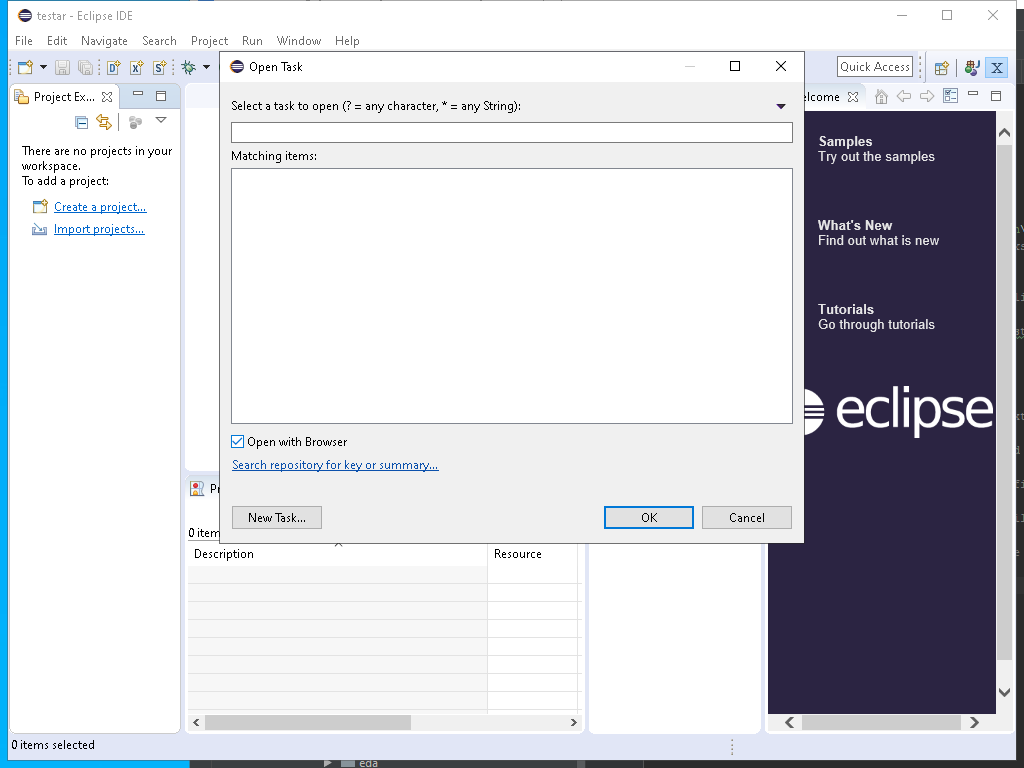 testar - Eclipse IDE
File Edit Navigate Search Project Run Window Help
Quick Access
Project Ex...
There are no projects in your
workspace.
To add a project:
Create a project...
Import projects...
Open Task
Select a task to open (? = any character, * = any String):
Matching items:
Open with Browser
Search repository for key or summary...
New Task...
OK
Cancel
elcome
Samples
Try out the samples
What's New
Find out what is new
Tutorials
Go through tutorials
eclipse
Pr
0 item
Description
Resource
0 items selected
eda